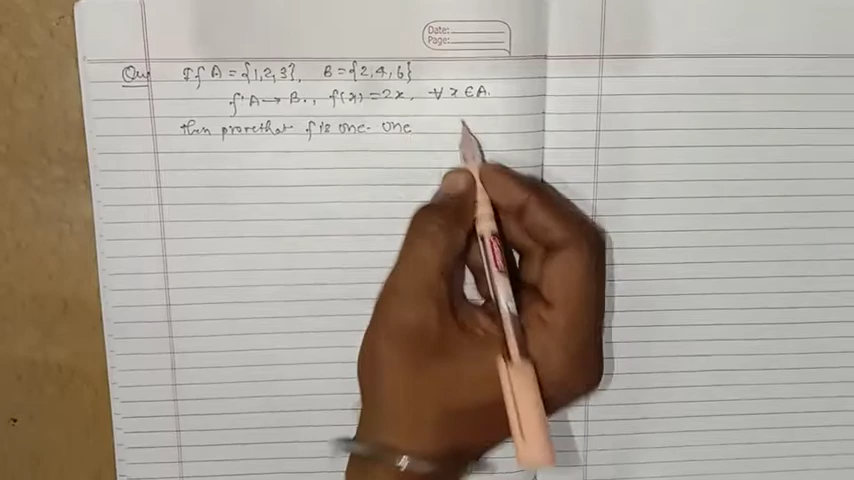 Date:
Page:
Que If A = {1,2,3}, B = {2,4,6}
f:A→B., f(x) = 2x, ∀ x ∈ A.
then prove that f is one-one